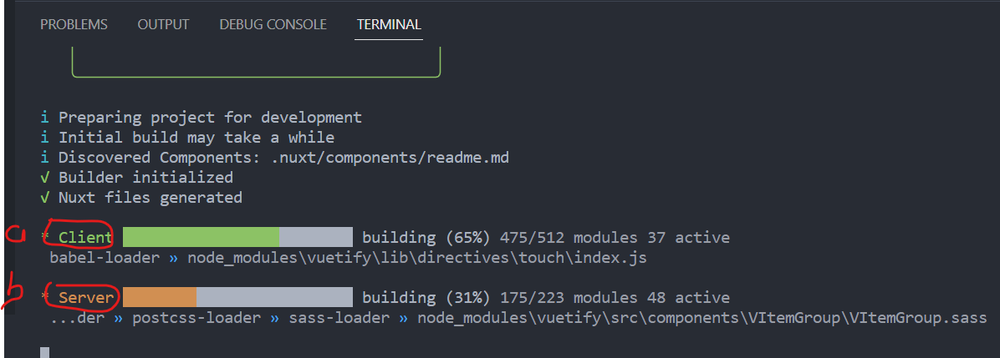 PROBLEMS OUTPUT DEBUG CONSOLE TERMINAL
i Preparing project for development
i Initial build may take a while
i Discovered Components: .nuxt/components/readme.md
√ Builder initialized
√ Nuxt files generated
a * Client building (65%) 475/512 modules 37 active
babel-loader » node_modules\vuetify\lib\directives\touch\index.js
b * Server building (31%) 175/223 modules 48 active
...der » postcss-loader » sass-loader » node_modules\vuetify\src\components\VItemGroup\VItemGroup.sass